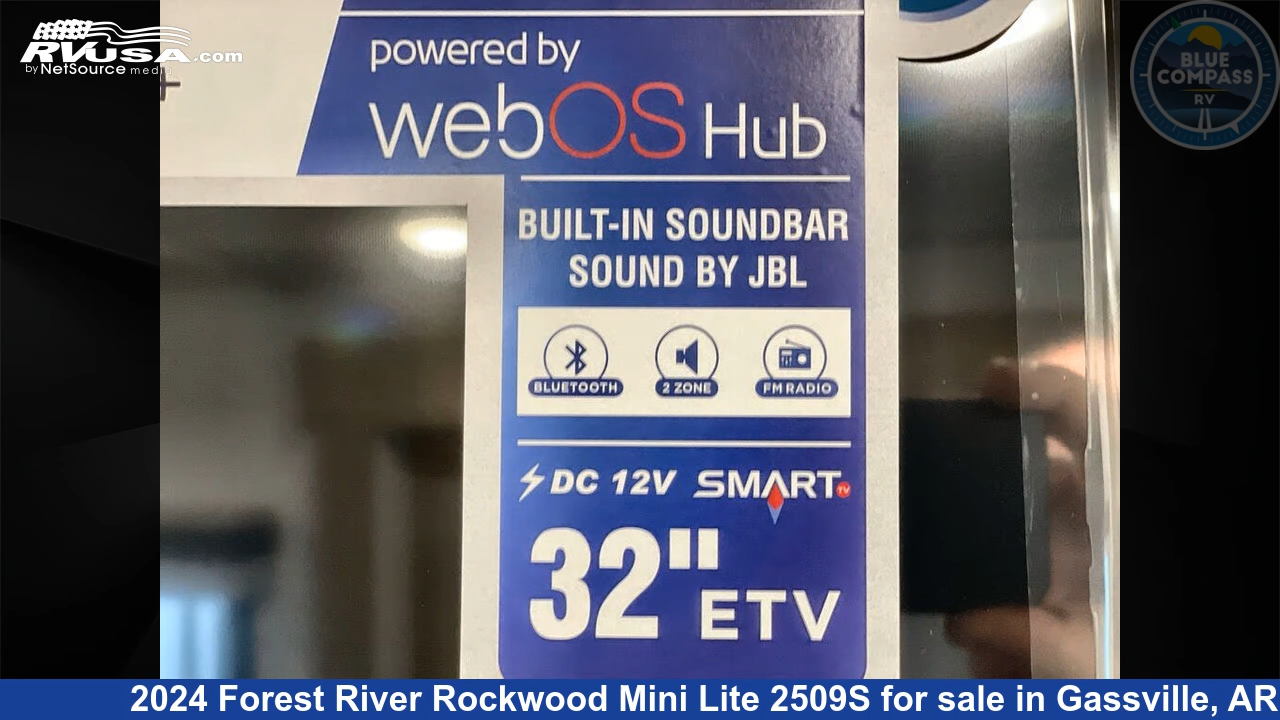 RVUSA.com
by NetSource media
BLUE
COMPASS
RV
powered by
webOS Hub
BUILT-IN SOUNDBAR
SOUND BY JBL
BLUETOOTH
2 ZONE
FM RADIO
DC 12V SMART TV
32" ETV
2024 Forest River Rockwood Mini Lite 2509S for sale in Gassville, AR